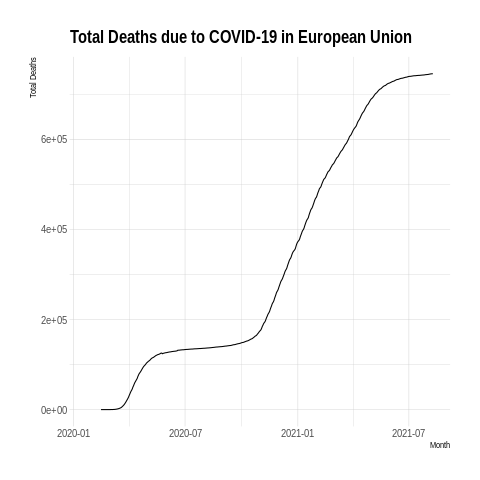 Total Deaths due to COVID-19 in European Union
Total Deaths
6e+05
4e+05
2e+05
0e+00
2020-01 2020-07 2021-01 2021-07
Month